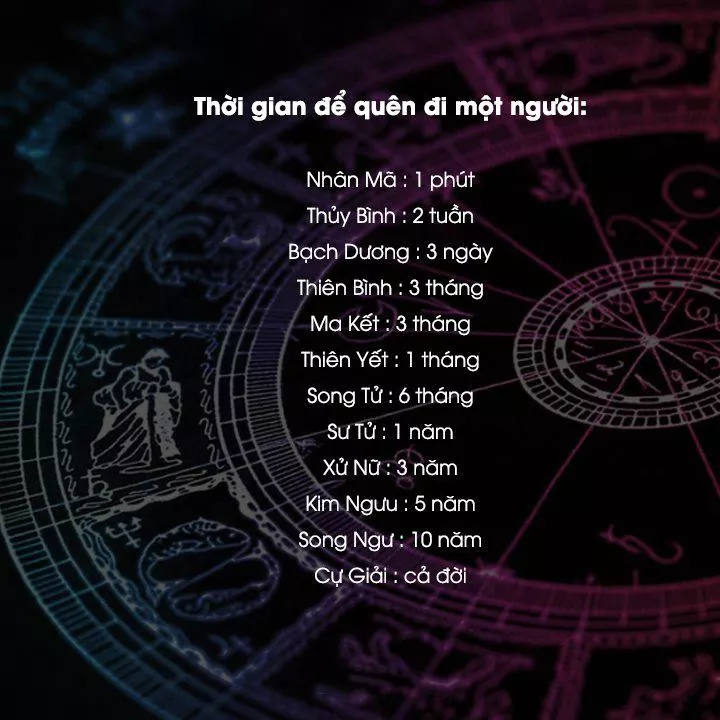 Thời gian để quên đi một người:
Nhân Mã : 1 phút
Thủy Bình : 2 tuần
Bạch Dương : 3 ngày
Thiên Bình : 3 tháng
Ma Kết : 3 tháng
Thiên Yết : 1 tháng
Song Tử : 6 tháng
Sư Tử : 1 năm
Xử Nữ : 3 năm
Kim Ngưu : 5 năm
Song Ngư : 10 năm
Cự Giải : cả đời